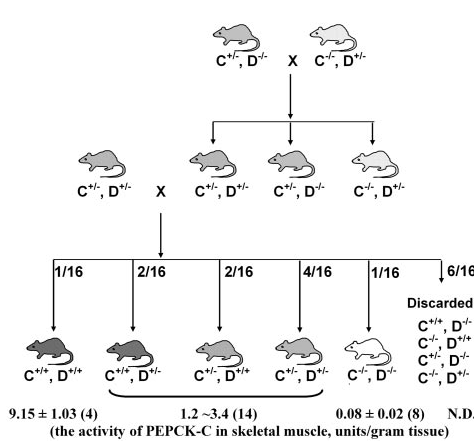 C+/-, D-/- X C-/-, D+/-
C+/-, D+/- X C+/-, D+/- C+/-, D-/- C-/-, D+/-
1/16 2/16 2/16 4/16 1/16 6/16
Discarded
C+/+, D-/-
C-/-, D+/+
C+/-, D-/-
C-/-, D+/-
C+/+, D+/+ C+/+, D+/- C+/-, D+/+ C+/-, D+/- C-/-, D-/-
9.15 ± 1.03 (4) 1.2 ~3.4 (14) 0.08 ± 0.02 (8) N.D.
(the activity of PEPCK-C in skeletal muscle, units/gram tissue)